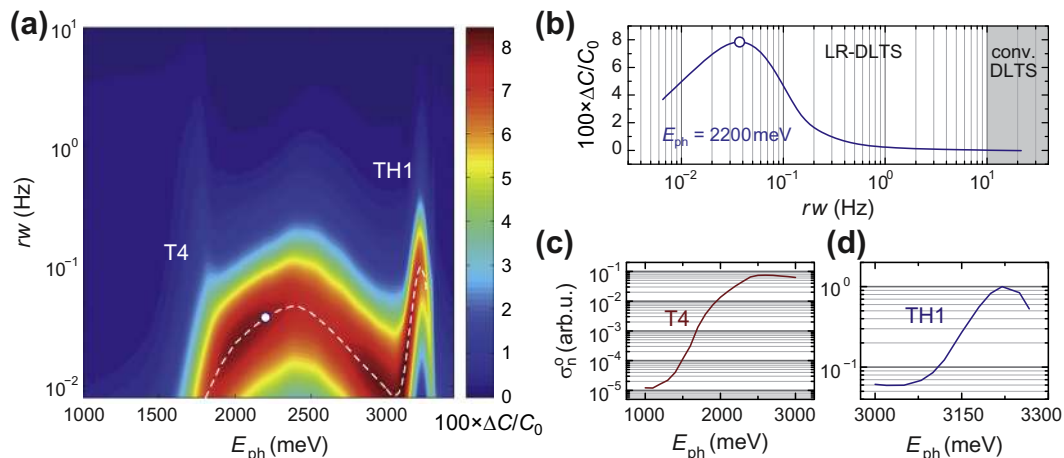 (a)
10¹
10⁰
10⁻¹
10⁻²
rw (Hz)
T4
TH1
1000
2000
3000
E_ph (meV)
8
7
6
5
4
3
2
1
0
100×ΔC/C₀
(b)
8
6
4
2
0
100×ΔC/C₀
LR-DLTS
conv.
DLTS
E_ph = 2200 meV
10⁻²
10⁻¹
10⁰
10¹
rw (Hz)
(c)
10⁻¹
10⁻²
10⁻³
10⁻⁴
10⁻⁵
σₙᵒ (arb.u.)
T4
1000
2000
3000
E_ph (meV)
(d)
10⁰
10⁻¹
TH1
3000
3150
3300
E_ph (meV)